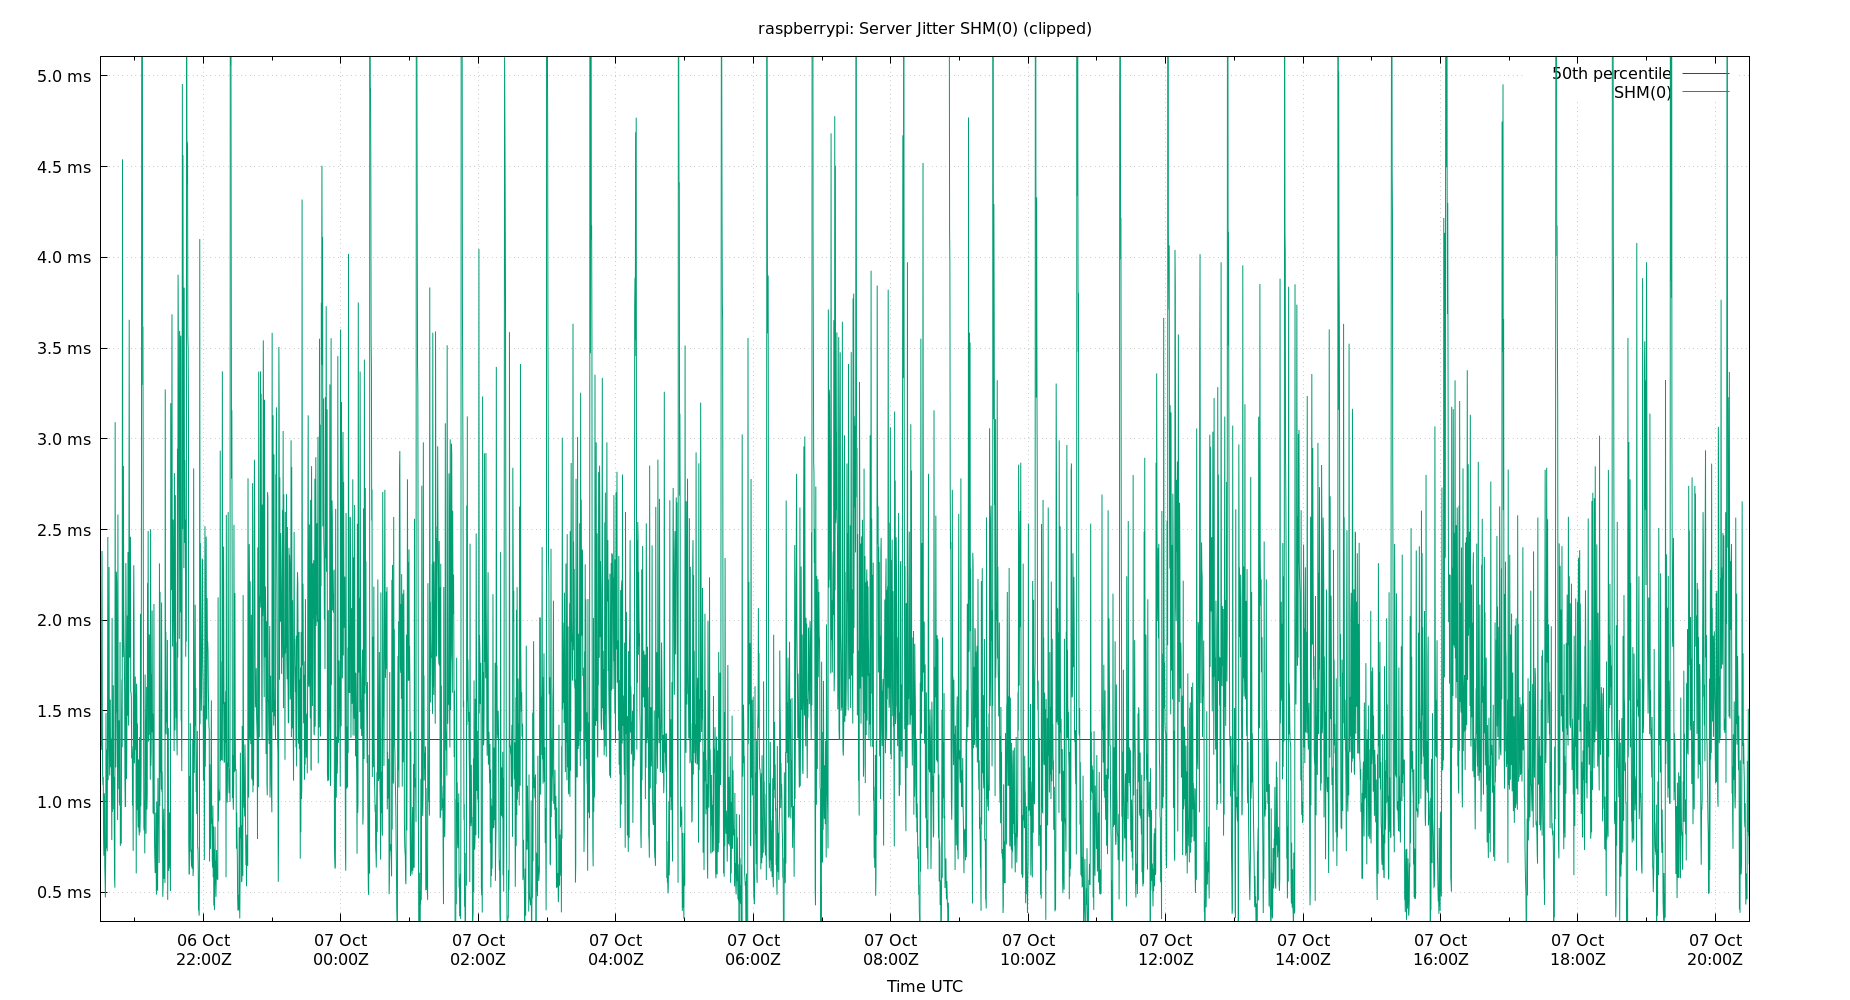 raspberrypi: Server Jitter SHM(0) (clipped)
50th percentile
SHM(0)
5.0 ms
4.5 ms
4.0 ms
3.5 ms
3.0 ms
2.5 ms
2.0 ms
1.5 ms
1.0 ms
0.5 ms
06 Oct 07 Oct 07 Oct 07 Oct 07 Oct 07 Oct 07 Oct 07 Oct 07 Oct 07 Oct 07 Oct 07 Oct
22:00Z 00:00Z 02:00Z 04:00Z 06:00Z 08:00Z 10:00Z 12:00Z 14:00Z 16:00Z 18:00Z 20:00Z
Time UTC